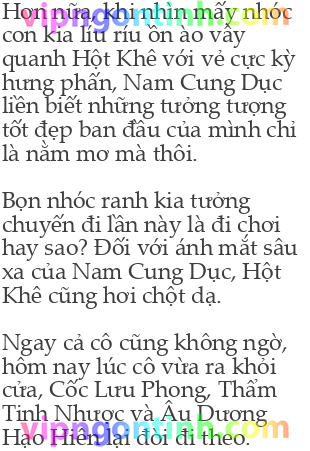 Hơn nữa, khi nhìn mấy nhóc
vipngontinh.com
con kia líu ríu ồn ào vây
quanh Hột Khê với vẻ cực kỳ
hưng phấn, Nam Cung Dục
liền biết những tưởng tượng
tốt đẹp ban đầu của mình chỉ
là nằm mơ mà thôi.
Bọn nhóc ranh kia tưởng
chuyến đi lần này là đi chơi
hay sao? Đối với ánh mắt sâu
xa của Nam Cung Dục, Hột
Khê cũng hơi chột dạ.
Ngay cả cô cũng không ngờ,
hôm nay lúc cô vừa ra khỏi
cửa, Cốc Lưu Phong, Thẩm
Tinh Nhược và Âu Dương
Hạo Hiên lại đòi đi theo.
vipngontinh.com